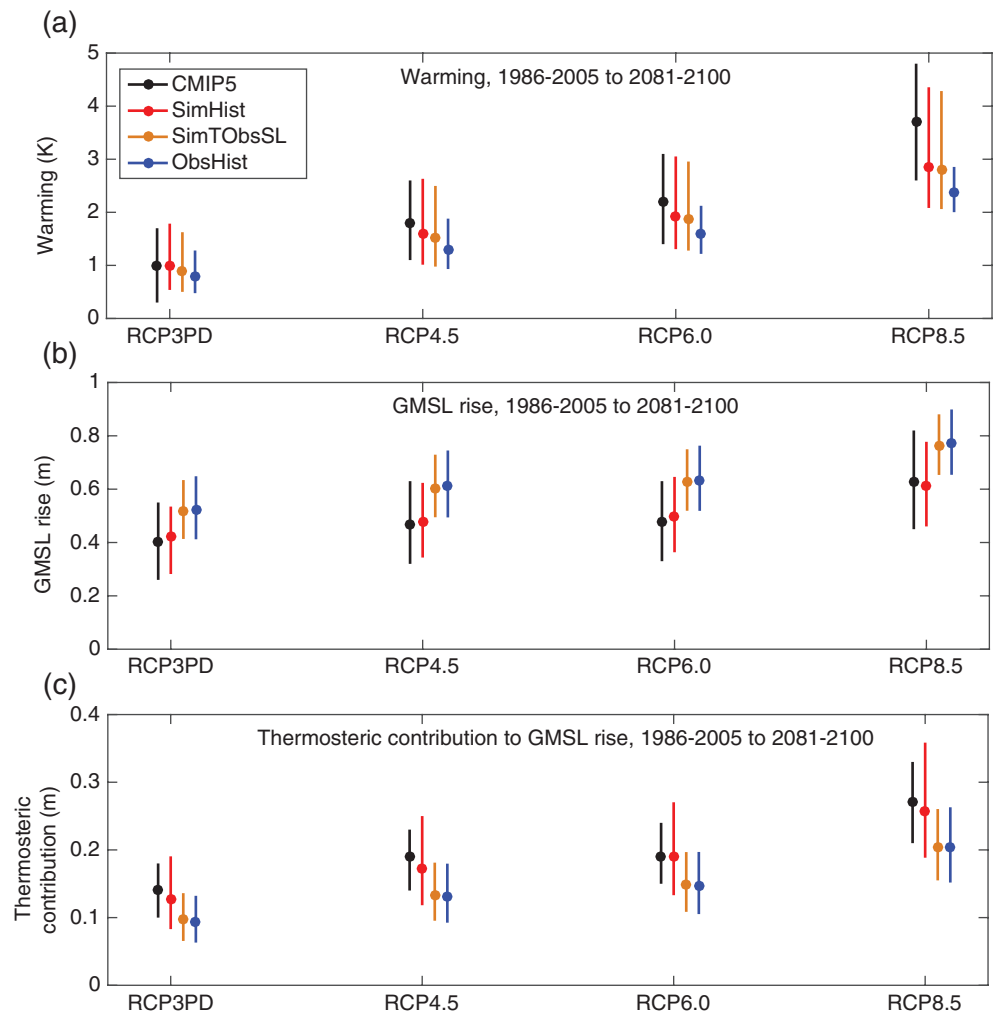 (a)
Warming, 1986-2005 to 2081-2100
CMIP5
SimHist
SimTObsSL
ObsHist
Warming (K)
5
4
3
2
1
0
RCP3PD
RCP4.5
RCP6.0
RCP8.5
(b)
GMSL rise, 1986-2005 to 2081-2100
GMSL rise (m)
1
0.8
0.6
0.4
0.2
0
RCP3PD
RCP4.5
RCP6.0
RCP8.5
(c)
Thermosteric contribution to GMSL rise, 1986-2005 to 2081-2100
Thermosteric
contribution (m)
0.4
0.3
0.2
0.1
0
RCP3PD
RCP4.5
RCP6.0
RCP8.5